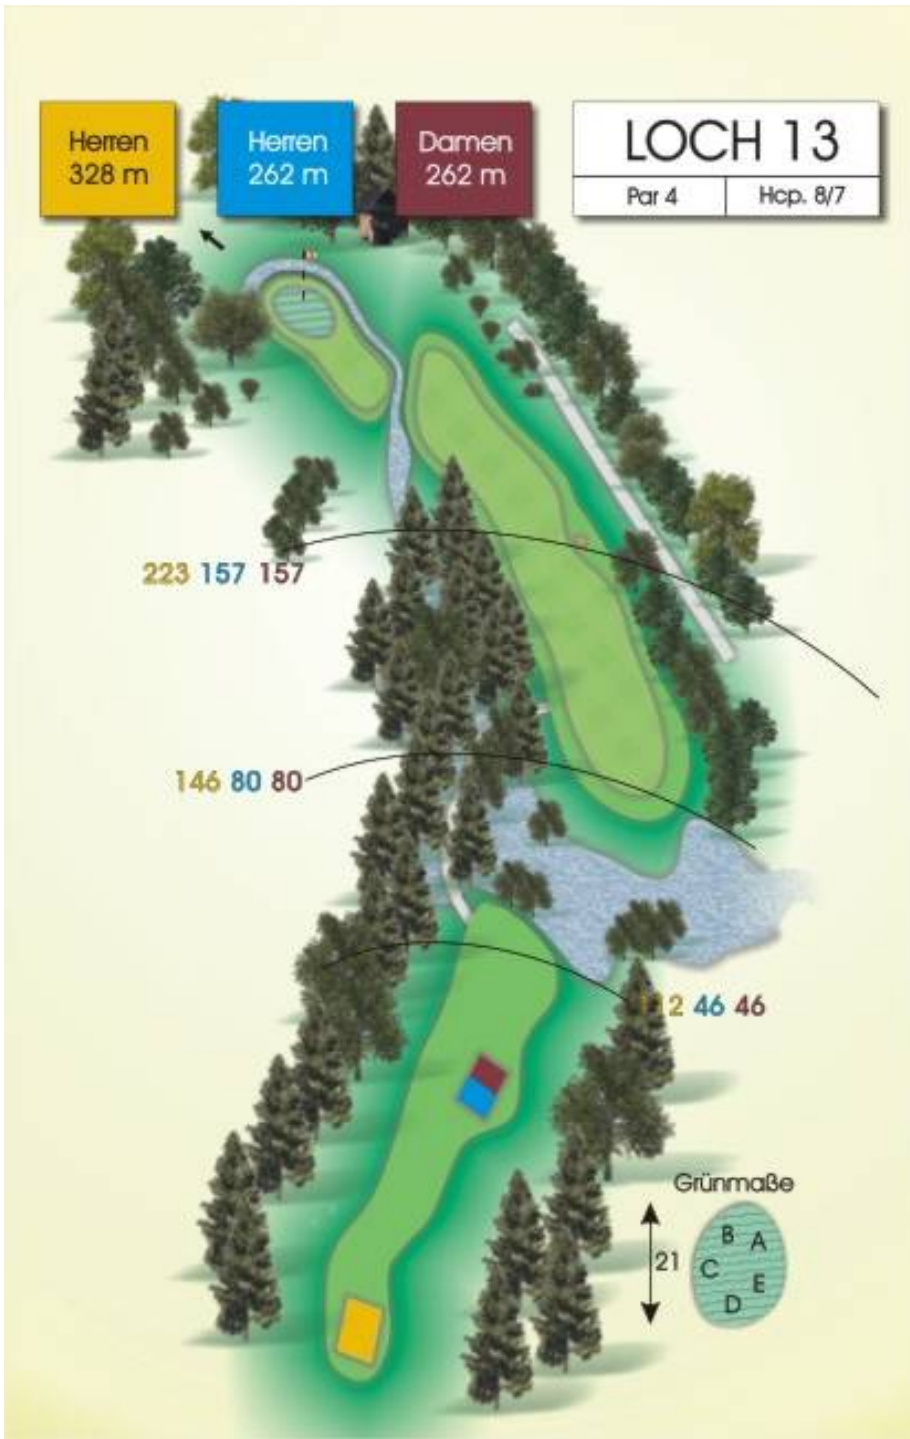 Herren
328 m
Herren
262 m
Damen
262 m
LOCH 13
Par 4
Hcp. 8/7
223 157 157
146 80 80
112 46 46
Grünmaße
21
B A
C
E
D